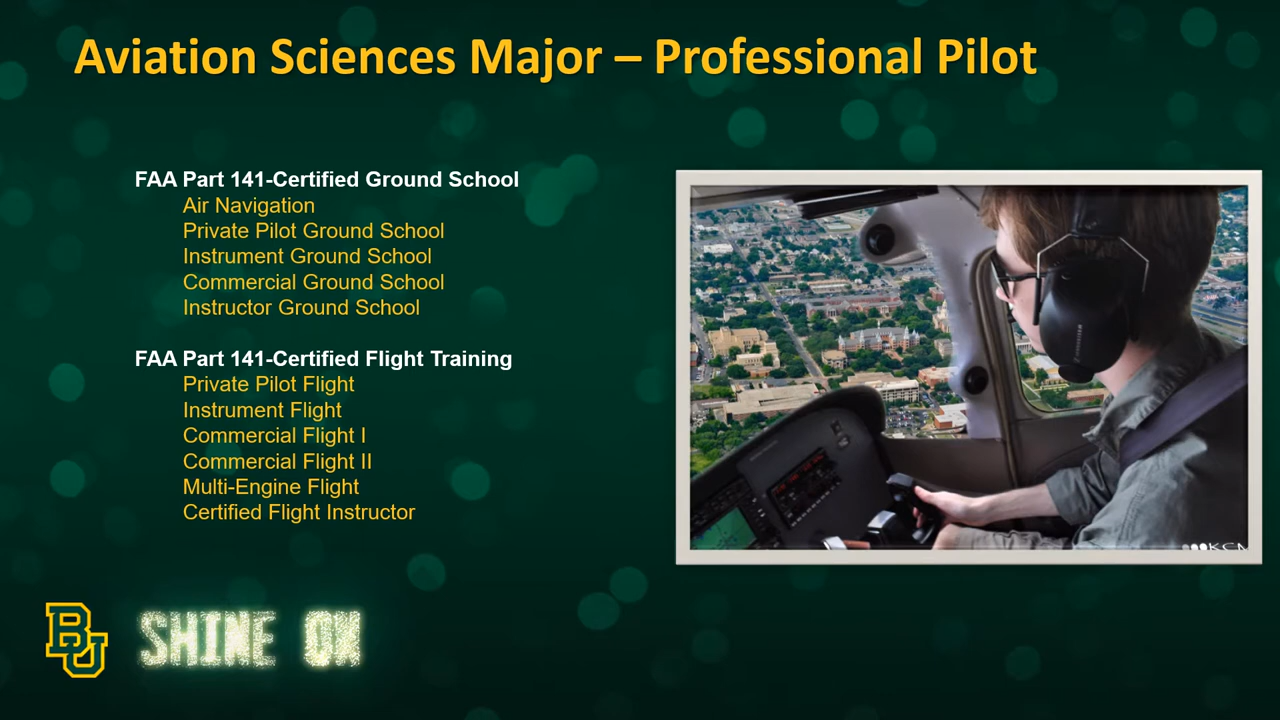 Aviation Sciences Major – Professional Pilot
FAA Part 141-Certified Ground School
Air Navigation
Private Pilot Ground School
Instrument Ground School
Commercial Ground School
Instructor Ground School
FAA Part 141-Certified Flight Training
Private Pilot Flight
Instrument Flight
Commercial Flight I
Commercial Flight II
Multi-Engine Flight
Certified Flight Instructor
BU
SHINE ON